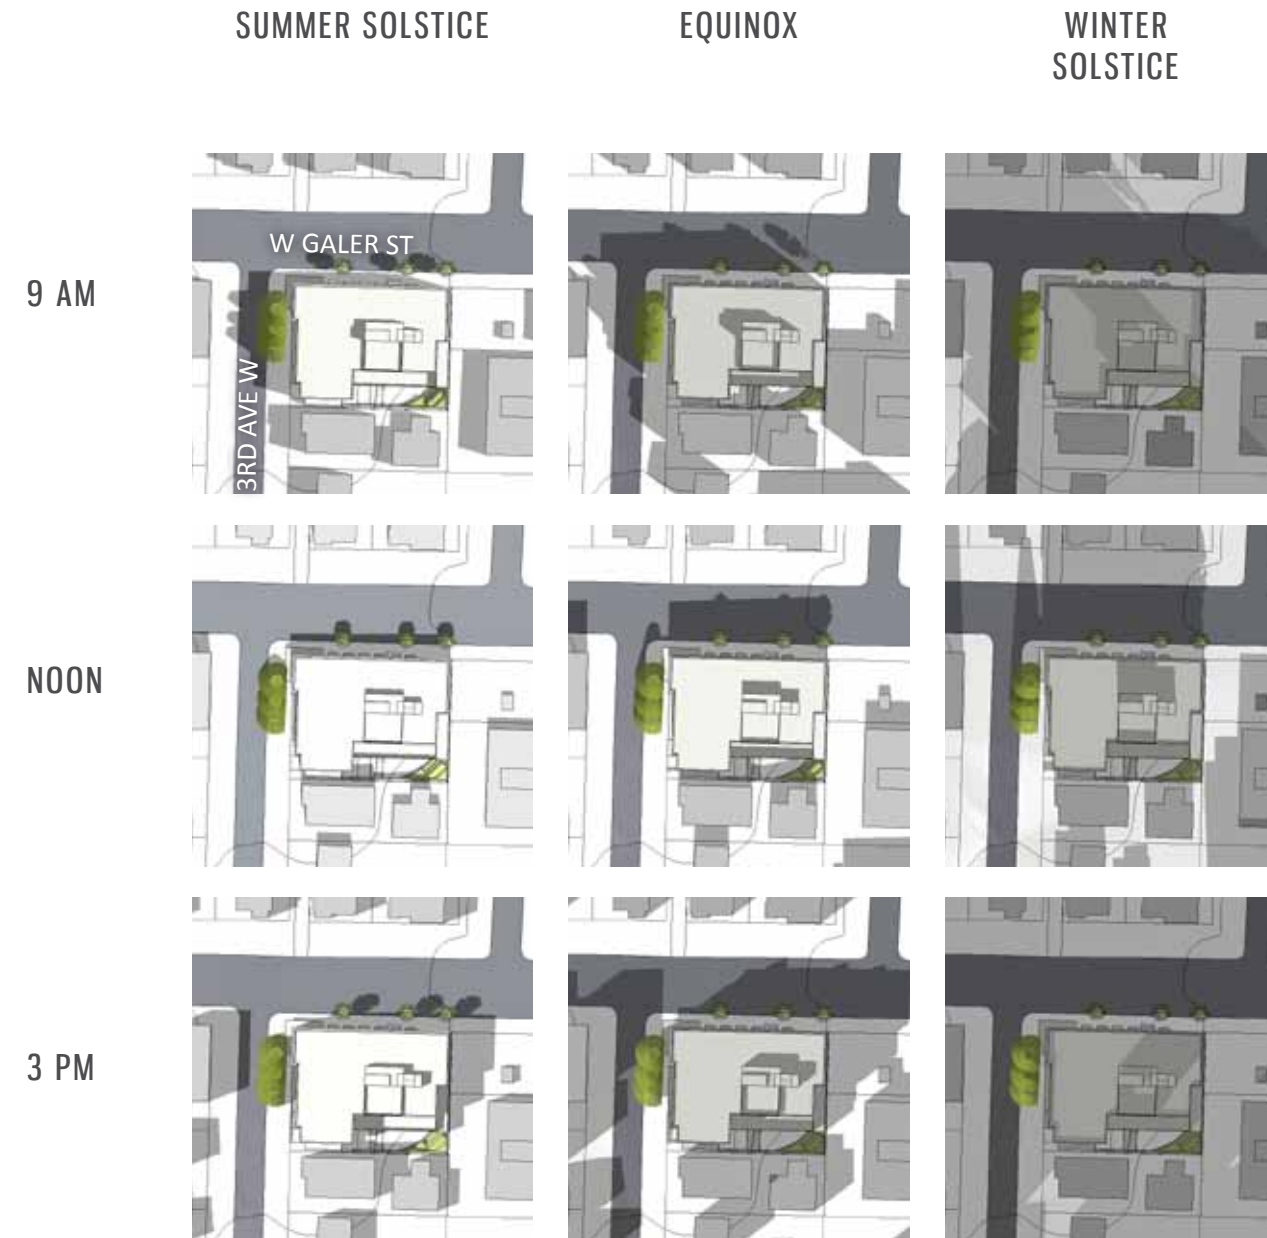 SUMMER SOLSTICE
EQUINOX
WINTER
SOLSTICE
9 AM
W GALER ST
3RD AVE W
NOON
3 PM